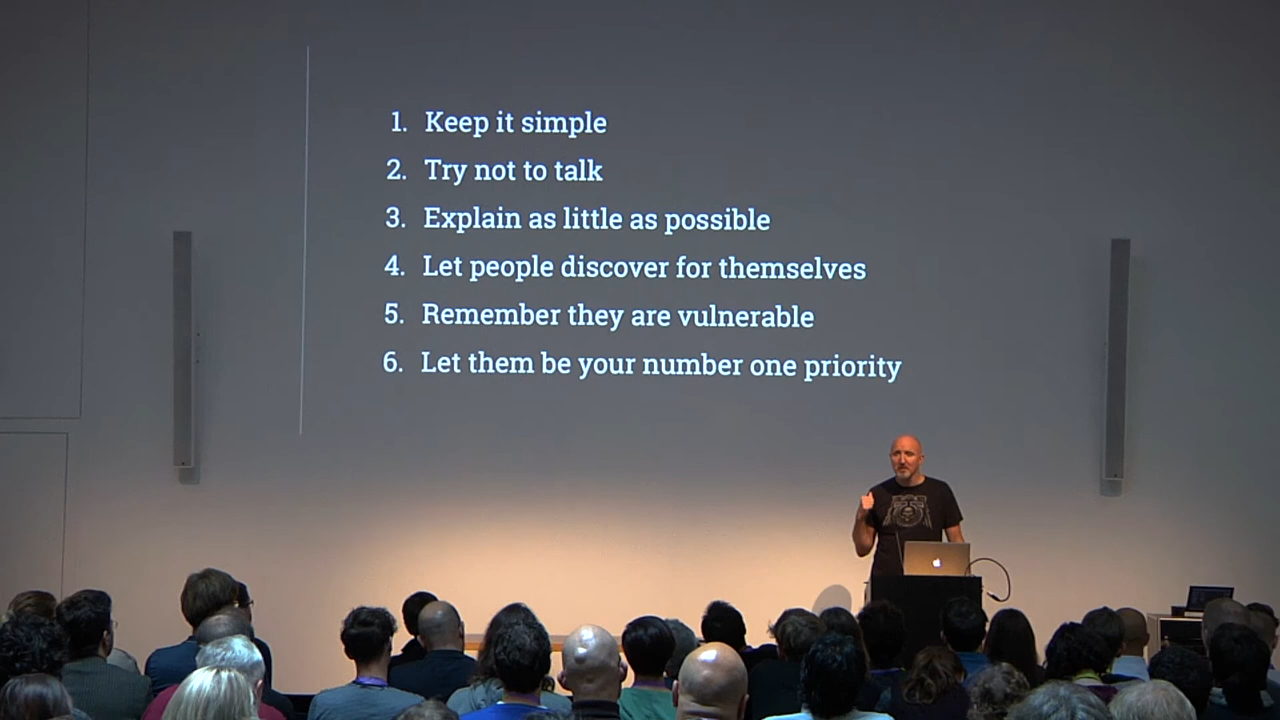 1. Keep it simple
2. Try not to talk
3. Explain as little as possible
4. Let people discover for themselves
5. Remember they are vulnerable
6. Let them be your number one priority